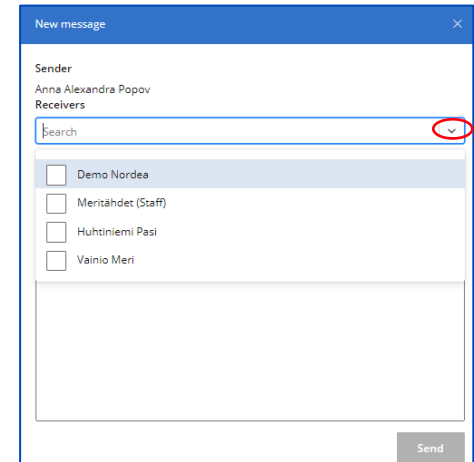 New message
Sender
Anna Alexandra Popov
Receivers
Search
Demo Nordea
Meritähdet (Staff)
Huhtiniemi Pasi
Vainio Meri
Send